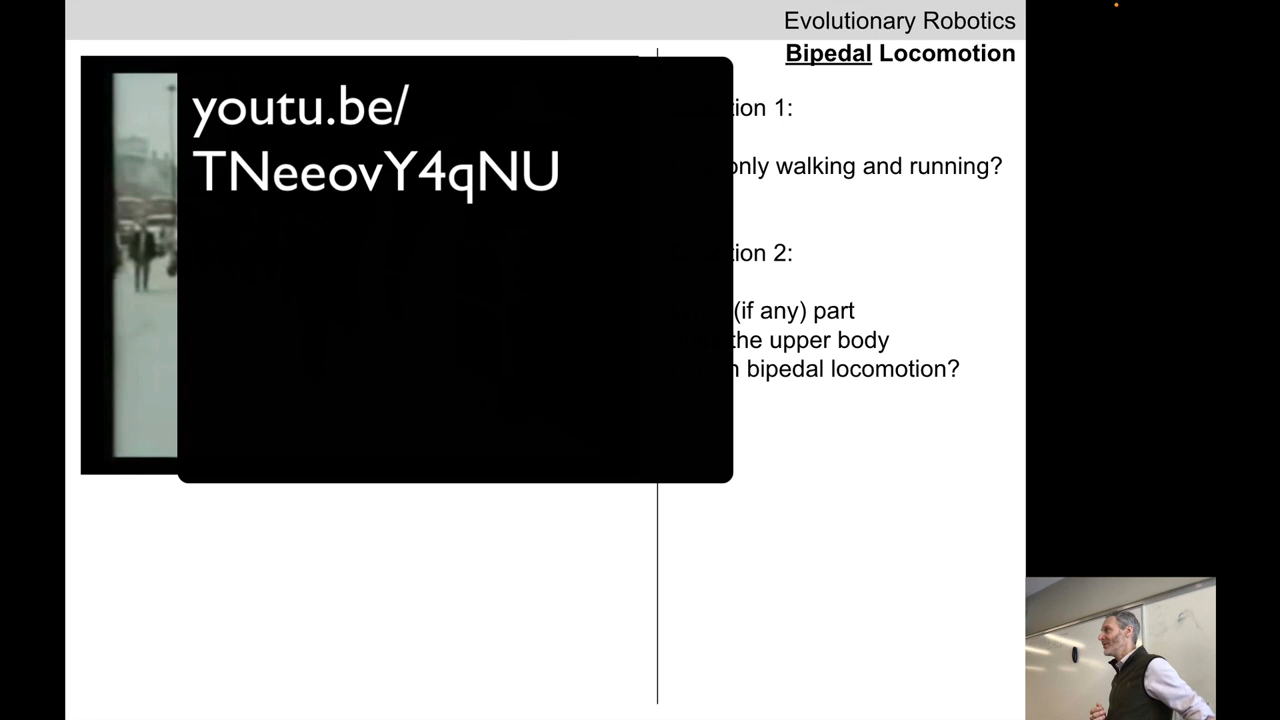 Evolutionary Robotics
Bipedal Locomotion
youtu.be/
TNeeovY4qNU
tion 1:
only walking and running?
tion 2:
(if any) part
the upper body
bipedal locomotion?